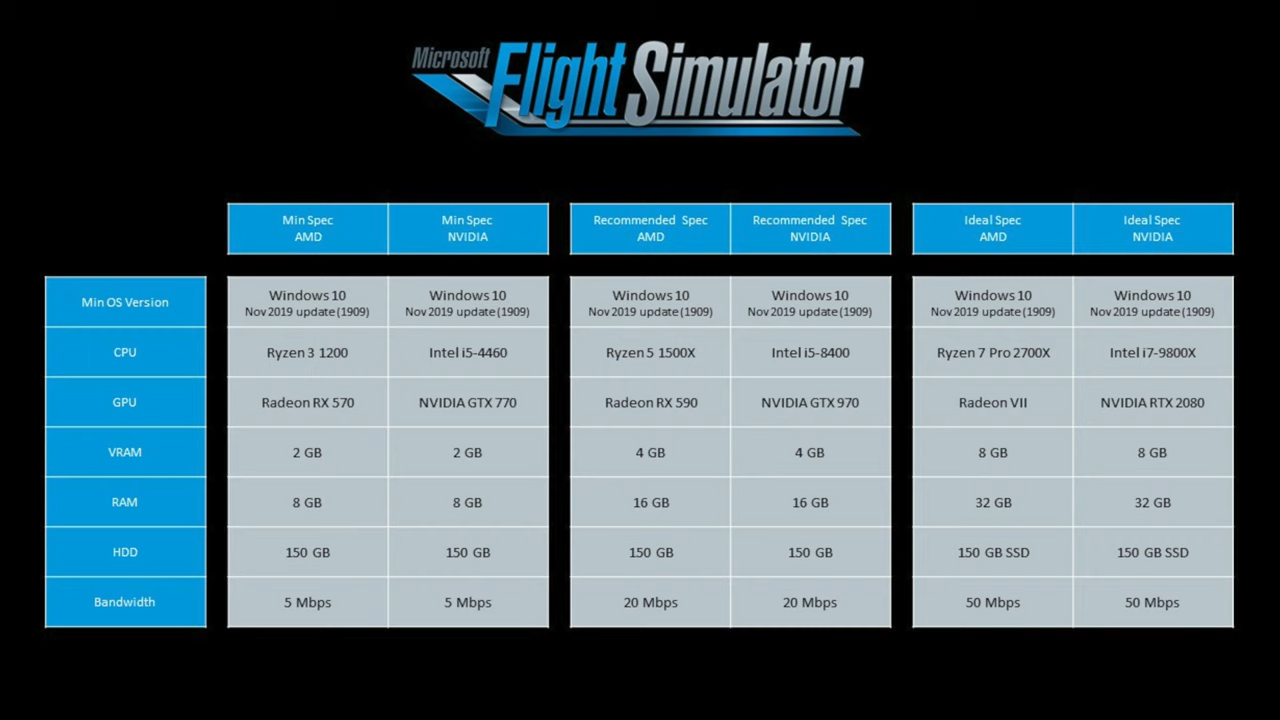 Microsoft Flight Simulator
Min Spec AMD
Min Spec NVIDIA
Recommended Spec AMD
Recommended Spec NVIDIA
Ideal Spec AMD
Ideal Spec NVIDIA
Min OS Version
Windows 10
Nov 2019 update (1909)
Windows 10
Nov 2019 update (1909)
Windows 10
Nov 2019 update (1909)
Windows 10
Nov 2019 update (1909)
Windows 10
Nov 2019 update (1909)
Windows 10
Nov 2019 update (1909)
CPU Ryzen 3 1200 Intel i5-4460 Ryzen 5 1500X Intel i5-8400 Ryzen 7 Pro 2700X Intel i7-9800X
GPU Radeon RX 570 NVIDIA GTX 770 Radeon RX 590 NVIDIA GTX 970 Radeon VII NVIDIA RTX 2080
VRAM 2 GB 2 GB 4 GB 4 GB 8 GB 8 GB
RAM 8 GB 8 GB 16 GB 16 GB 32 GB 32 GB
HDD 150 GB 150 GB 150 GB 150 GB 150 GB SSD 150 GB SSD
Bandwidth 5 Mbps 5 Mbps 20 Mbps 20 Mbps 50 Mbps 50 Mbps